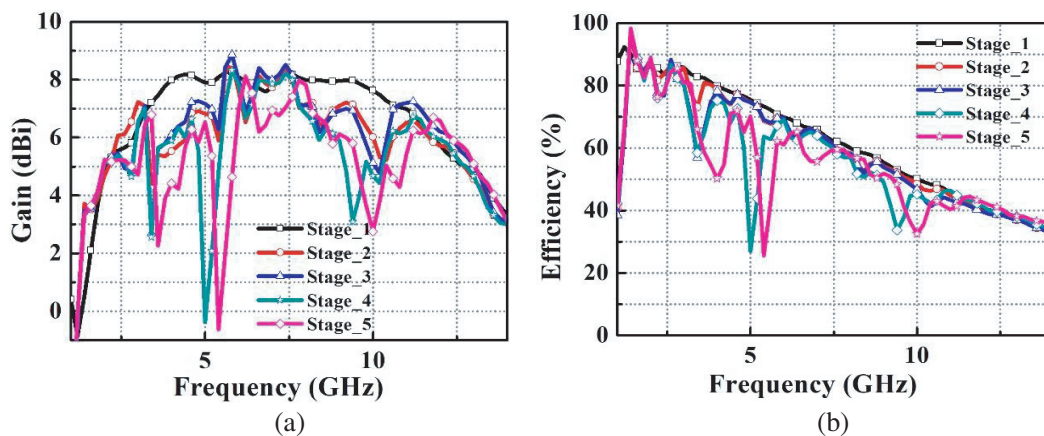 10
8
6
4
2
0
Gain (dBi)
Stage_1
Stage_2
Stage_3
Stage_4
Stage_5
5
10
Frequency (GHz)
(a)
100
80
60
40
20
0
Efficiency (%)
Stage_1
Stage_2
Stage_3
Stage_4
Stage_5
5
10
Frequency (GHz)
(b)